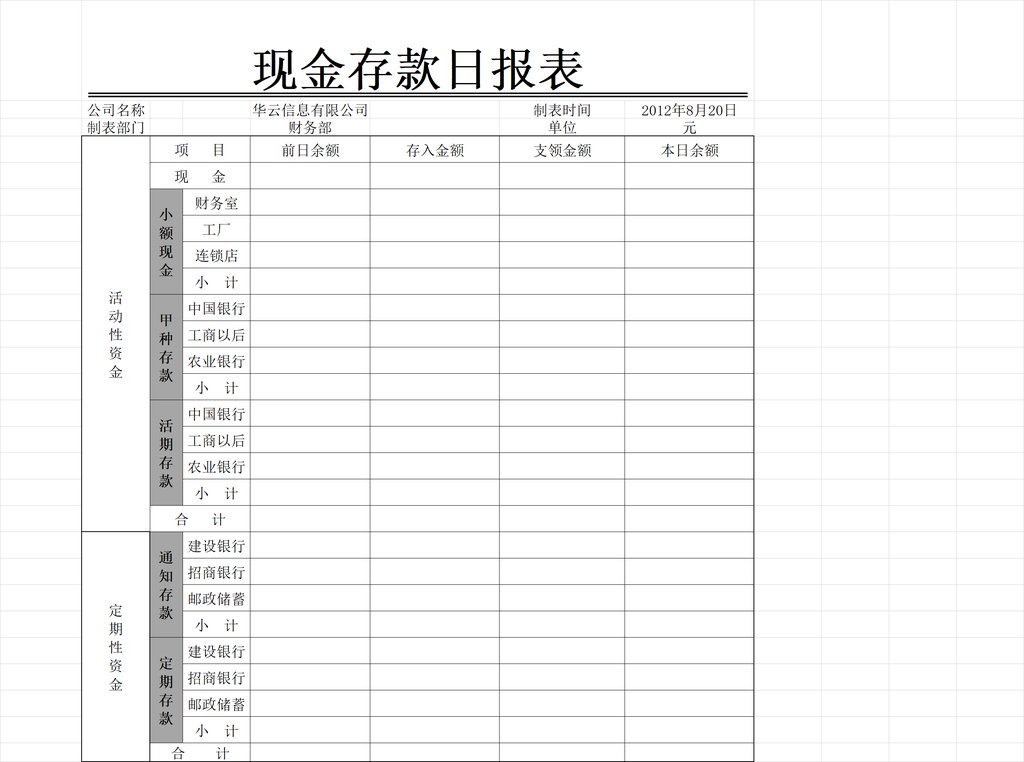 现金存款日报表
公司名称 华云信息有限公司 制表时间 2012年8月20日
制表部门 财务部 单位 元
项 目 前日余额 存入金额 支领金额 本日余额
现 金
活动性资金
小额现金
财务室
工厂
连锁店
小 计
甲种存款
中国银行
工商以后
农业银行
小 计
活期存款
中国银行
工商以后
农业银行
小 计
合 计
定期性资金
通知存款
建设银行
招商银行
邮政储蓄
小 计
定期存款
建设银行
招商银行
邮政储蓄
小 计
合 计